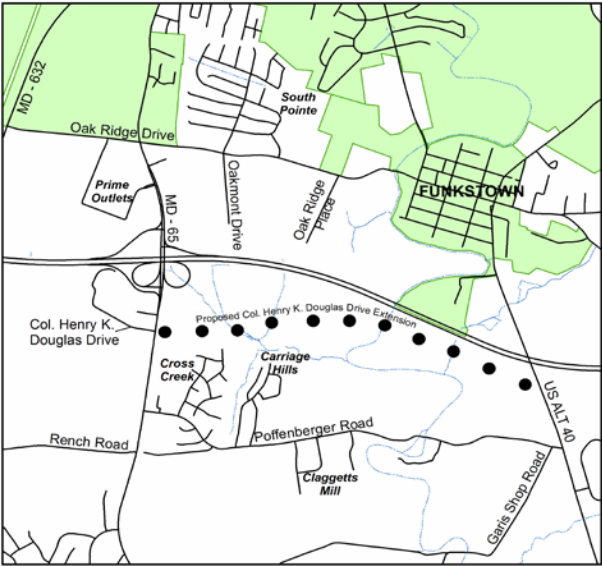 MD - 632
South
Pointe
Oak Ridge Drive
Prime
Outlets
MD - 65
Oakmont Drive
Oak Ridge
Place
FUNKSTOWN
Proposed Col. Henry K. Douglas Drive Extension
Col. Henry K.
Douglas Drive
Cross
Creek
Carriage
Hills
US ALT 40
Rench Road
Poffenberger Road
Claggetts
Mill
Garis Shop Road